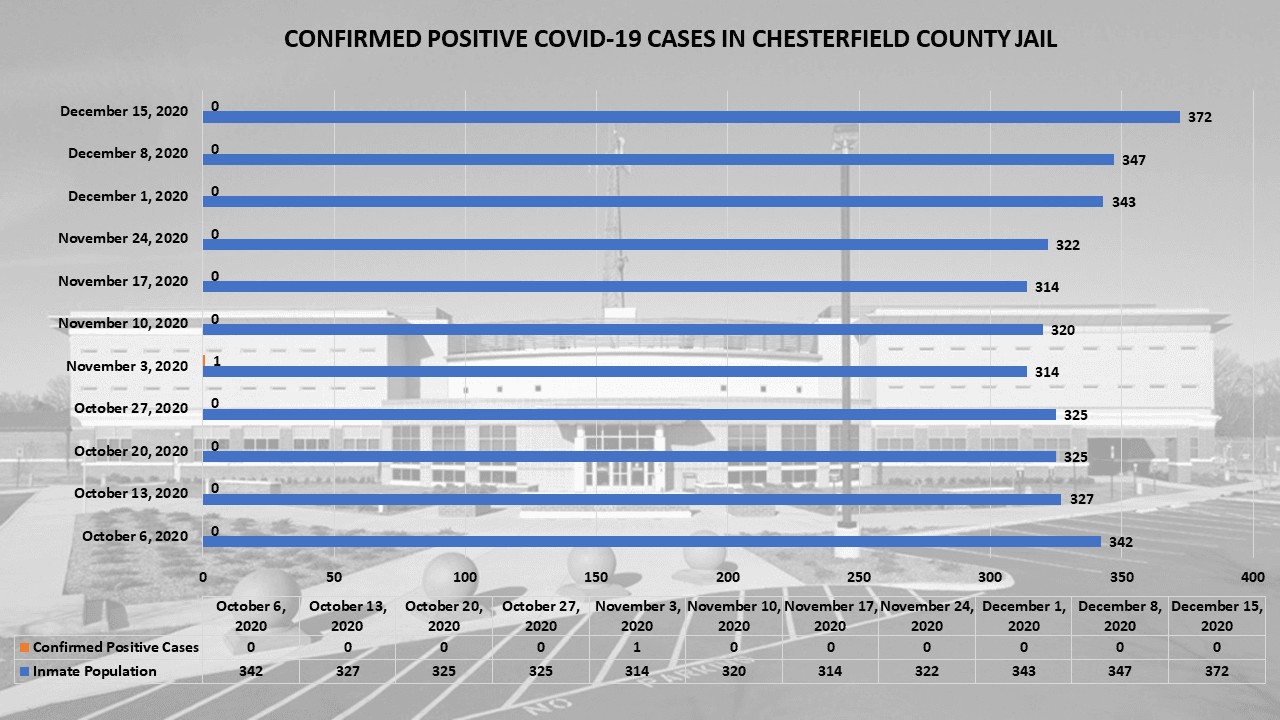 CONFIRMED POSITIVE COVID-19 CASES IN CHESTERFIELD COUNTY JAIL
December 15, 2020 0 372
December 8, 2020 0 347
December 1, 2020 0 343
November 24, 2020 0 322
November 17, 2020 0 314
November 10, 2020 0 320
November 3, 2020 1 314
October 27, 2020 0 325
October 20, 2020 0 325
October 13, 2020 0 327
October 6, 2020 0 342
0 50 100 150 200 250 300 350 400
October 6, October 13, October 20, October 27, November 3, November 10, November 17, November 24, December 1, December 8, December 15,
2020 2020 2020 2020 2020 2020 2020 2020 2020 2020 2020
Confirmed Positive Cases 0 0 0 0 1 0 0 0 0 0 0
Inmate Population 342 327 325 325 314 320 314 322 343 347 372
NO PARKING